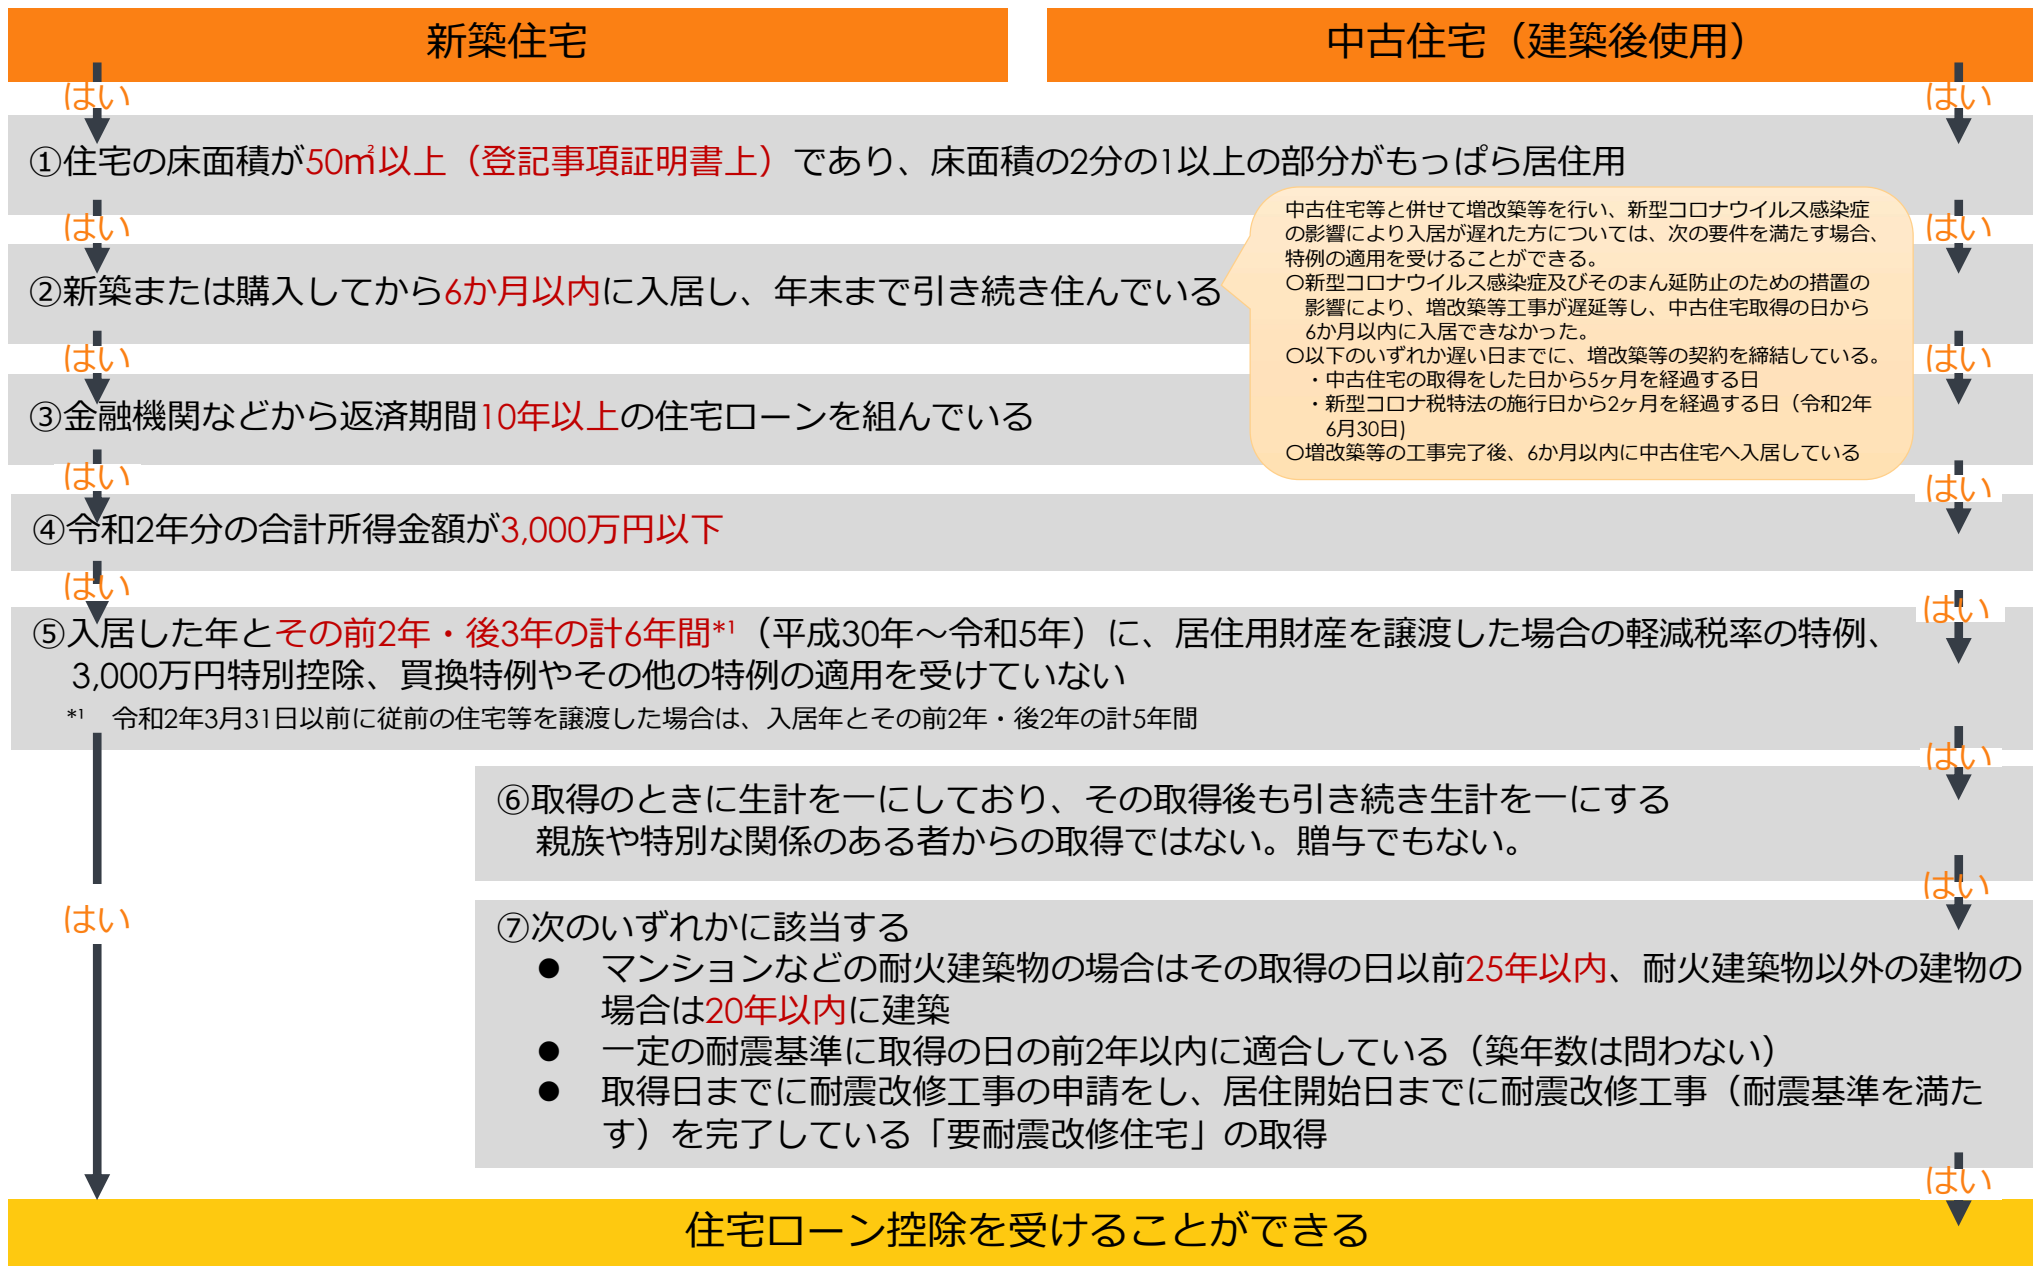 新築住宅
中古住宅（建築後使用）
はい
はい
①住宅の床面積が50㎡以上（登記事項証明書上）であり、床面積の2分の1以上の部分がもっぱら居住用
はい
はい
②新築または購入してから6か月以内に入居し、年末まで引き続き住んでいる
中古住宅等と併せて増改築等を行い、新型コロナウイルス感染症
の影響により入居が遅れた方については、次の要件を満たす場合、
特例の適用を受けることができる。
○新型コロナウイルス感染症及びそのまん延防止のための措置の
影響により、増改築等工事が遅延等し、中古住宅取得の日から
6か月以内に入居できなかった。
○以下のいずれか遅い日までに、増改築等の契約を締結している。
・中古住宅の取得をした日から5ヶ月を経過する日
・新型コロナ税特法の施行日から2ヶ月を経過する日（令和2年
6月30日)
○増改築等の工事完了後、6か月以内に中古住宅へ入居している
はい
はい
③金融機関などから返済期間10年以上の住宅ローンを組んでいる
はい
はい
④令和2年分の合計所得金額が3,000万円以下
はい
はい
⑤入居した年とその前2年・後3年の計6年間*1（平成30年～令和5年）に、居住用財産を譲渡した場合の軽減税率の特例、
3,000万円特別控除、買換特例やその他の特例の適用を受けていない
*1 令和2年3月31日以前に従前の住宅等を譲渡した場合は、入居年とその前2年・後2年の計5年間
はい
⑥取得のときに生計を一にしており、その取得後も引き続き生計を一にする
親族や特別な関係のある者からの取得ではない。贈与でもない。
はい
はい
⑦次のいずれかに該当する
● マンションなどの耐火建築物の場合はその取得の日以前25年以内、耐火建築物以外の建物の
場合は20年以内に建築
● 一定の耐震基準に取得の日の前2年以内に適合している（築年数は問わない）
● 取得日までに耐震改修工事の申請をし、居住開始日までに耐震改修工事（耐震基準を満た
す）を完了している「要耐震改修住宅」の取得
はい
住宅ローン控除を受けることができる